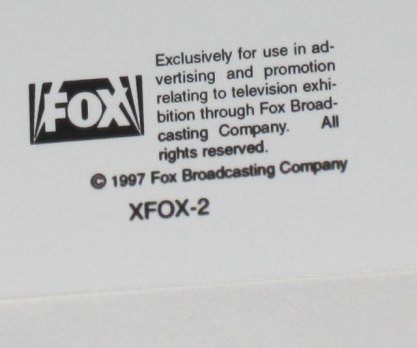 FOX
Exclusively for use in ad-
vertising and promotion
relating to television exhi-
bition through Fox Broad-
casting Company. All
rights reserved.
© 1997 Fox Broadcasting Company
XFOX-2